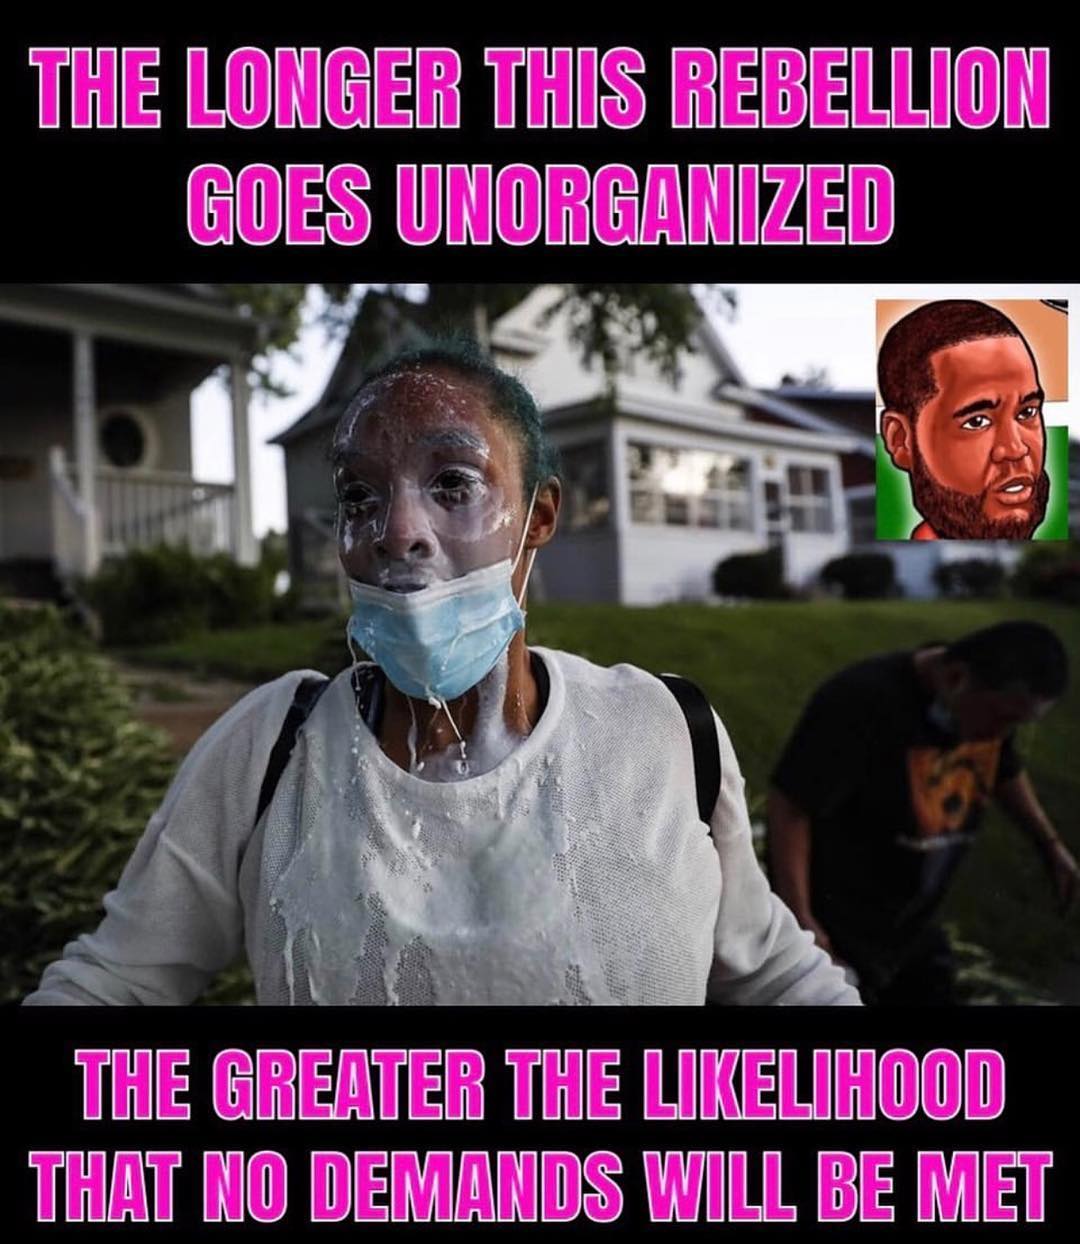 THE LONGER THIS REBELLION
GOES UNORGANIZED
THE GREATER THE LIKELIHOOD
THAT NO DEMANDS WILL BE MET